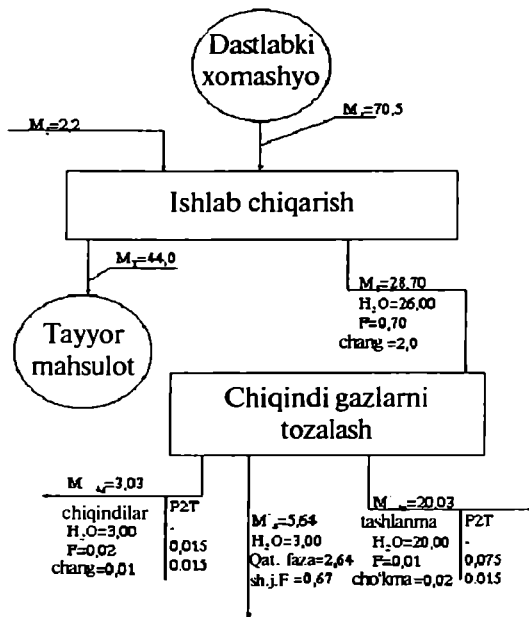 Dastlabki
xomashyo
M=2,2
M=70,5
Ishlab chiqarish
M=44,0
Tayyor
mahsulot
M=28,70
H₂O=26,00
F=0,70
chang=2,0
Chiqindi gazlarni
tozalash
M=3,03
chiqindilar P2T
H₂O=3,00 -
F=0,02 0,015
chang=0,01 0.015
M=5,64
H₂O=3,00
Qat. faza=2,64
sh.j.F=0,67
M=20,03
tashlanma P2T
H₂O=20,00 -
F=0,01 0,075
cho'kma=0,02 0.015